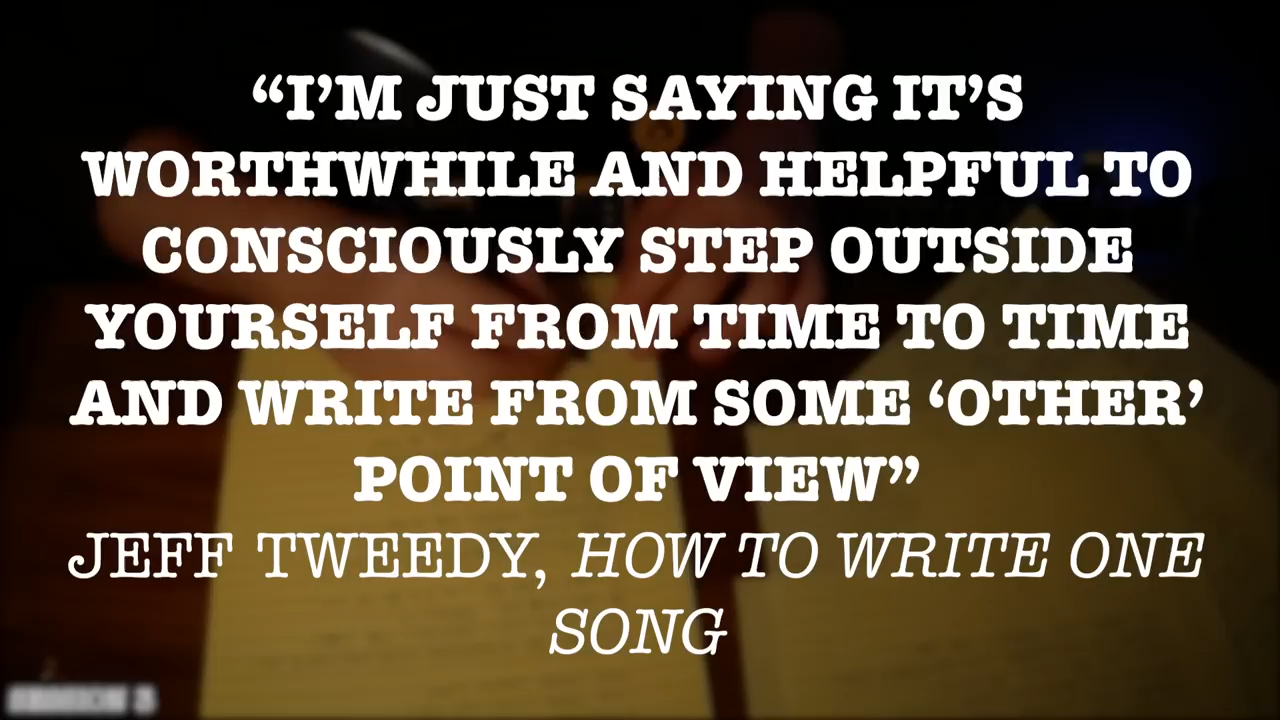 “I’M JUST SAYING IT’S
WORTHWHILE AND HELPFUL TO
CONSCIOUSLY STEP OUTSIDE
YOURSELF FROM TIME TO TIME
AND WRITE FROM SOME ‘OTHER’
POINT OF VIEW”
JEFF TWEEDY, HOW TO WRITE ONE
SONG